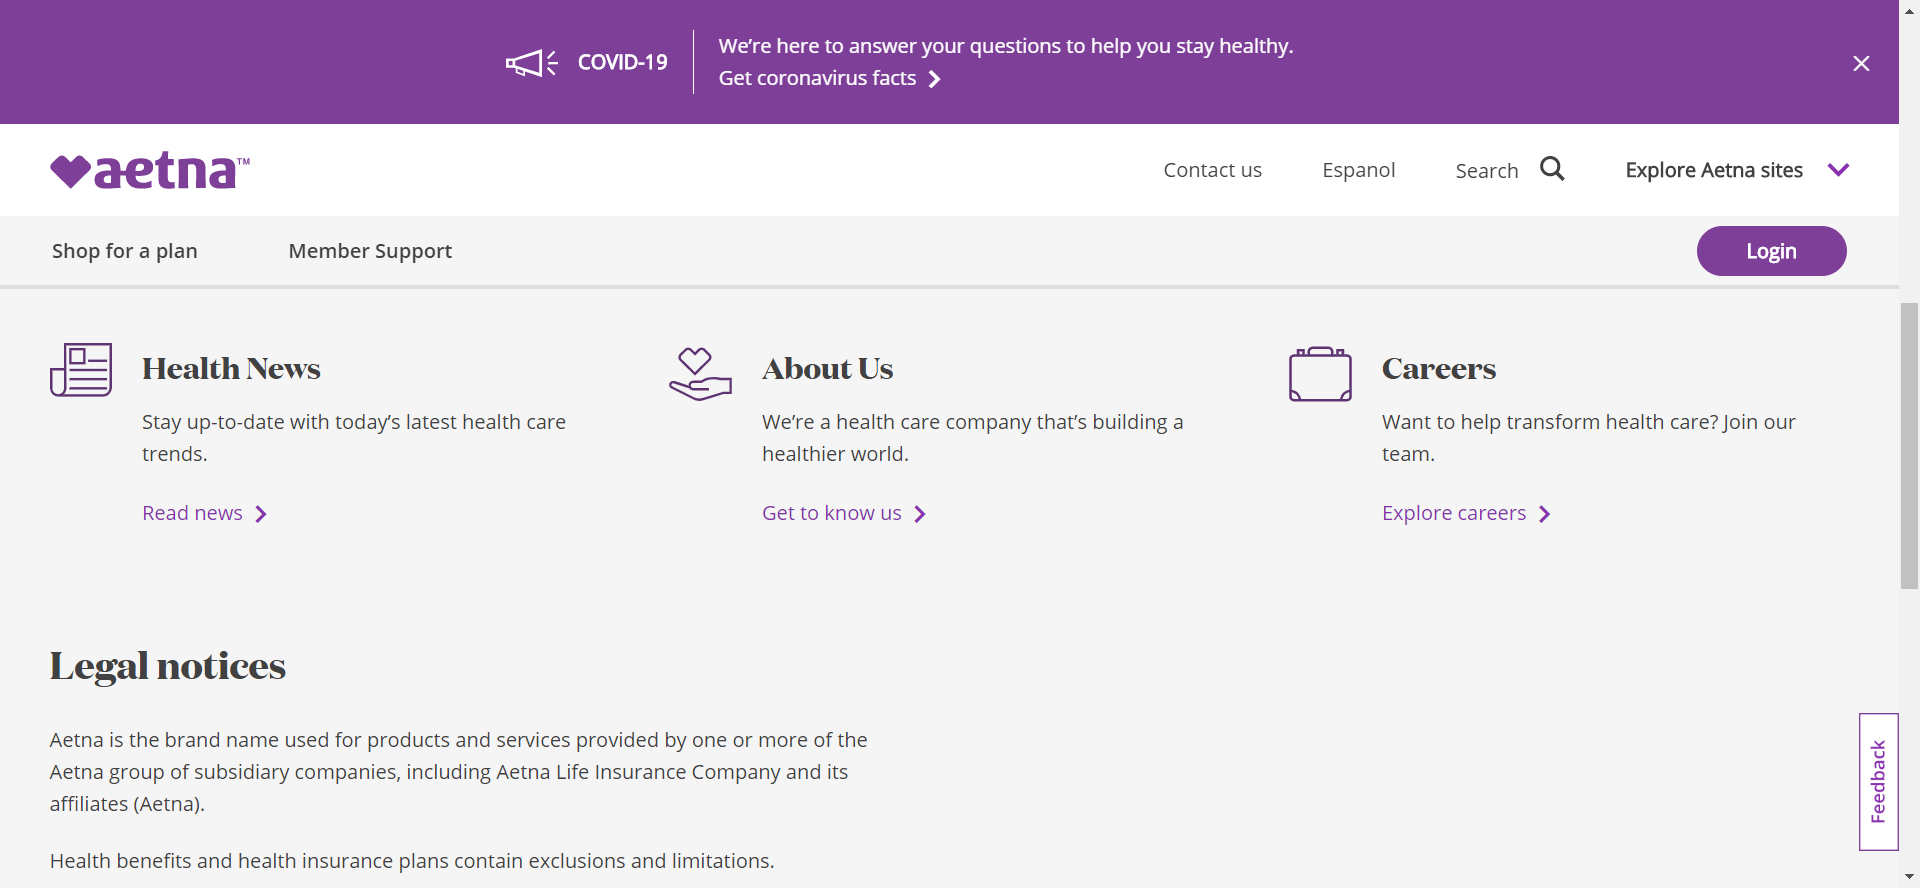 COVID-19
We’re here to answer your questions to help you stay healthy.
Get coronavirus facts
aetna™
Contact us
Espanol
Search
Explore Aetna sites
Shop for a plan
Member Support
Login
Health News
Stay up-to-date with today’s latest health care
trends.
Read news
About Us
We’re a health care company that’s building a
healthier world.
Get to know us
Careers
Want to help transform health care? Join our
team.
Explore careers
Legal notices
Aetna is the brand name used for products and services provided by one or more of the
Aetna group of subsidiary companies, including Aetna Life Insurance Company and its
affiliates (Aetna).
Health benefits and health insurance plans contain exclusions and limitations.
Feedback